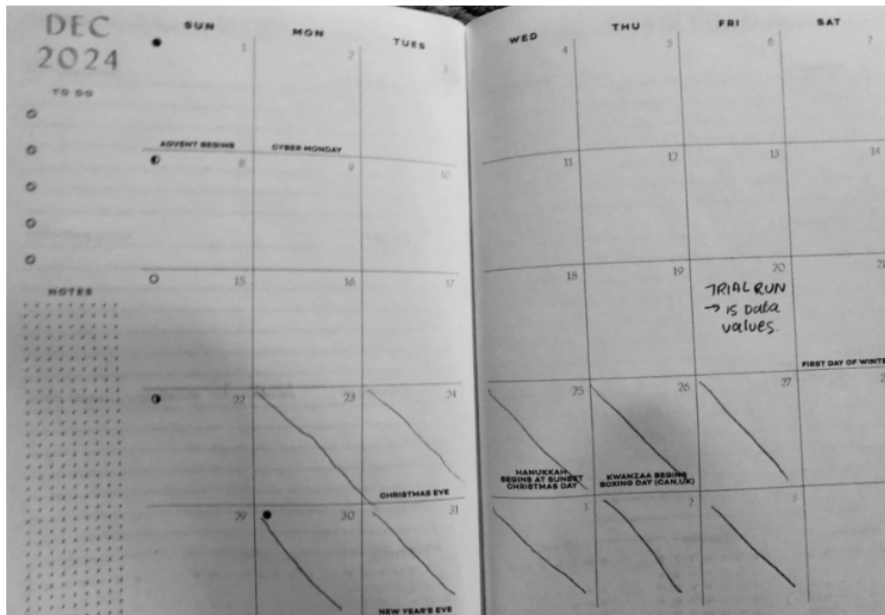 DEC
2024
SUN MON TUES WED THU FRI SAT
TO DO
1 2 3 4 5 6 7
ADVENT BEGINS CYBER MONDAY
8 9 10 11 12 13 14
15 16 17 18 19 20
TRIAL RUN
→ 15 Data
values.
NOTES
FIRST DAY OF WINTE
22 23 24 25 26 27
CHRISTMAS EVE
HANUKKAH
BEGINS AT SUNSET
CHRISTMAS DAY
KWANZAA BEGINS
BOXING DAY (CAN,UK)
29 30 31 1 2 3
NEW YEAR'S EVE